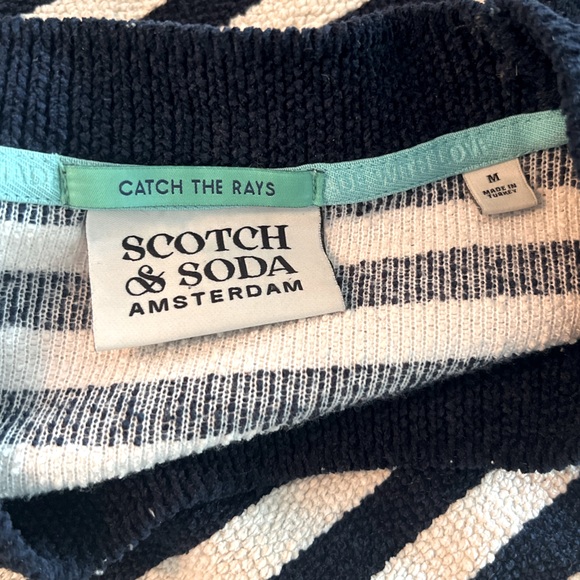 CATCH THE RAYS
SCOTCH
& SODA
AMSTERDAM
M
MADE IN
TURKEY